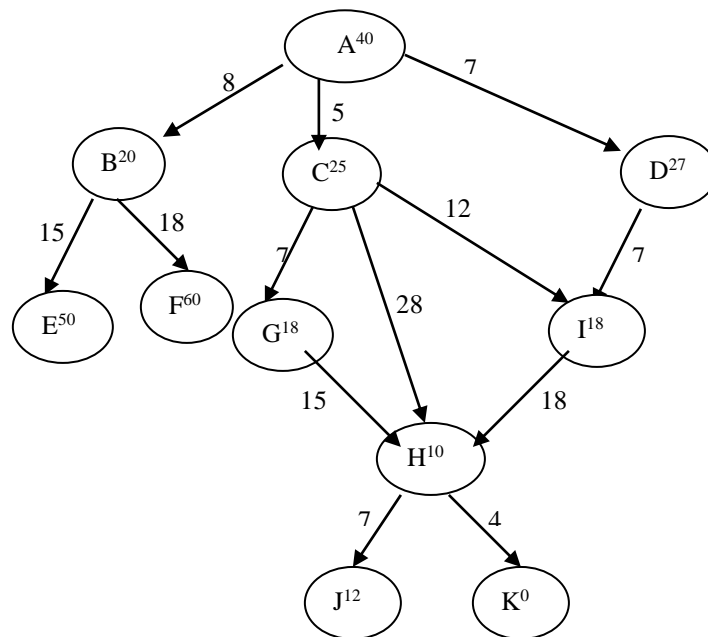 A⁴⁰
8
7
5
B²⁰
C²⁵
D²⁷
15
18
7
12
7
28
E⁵⁰
F⁶⁰
G¹⁸
I¹⁸
15
18
H¹⁰
7
4
J¹²
K⁰